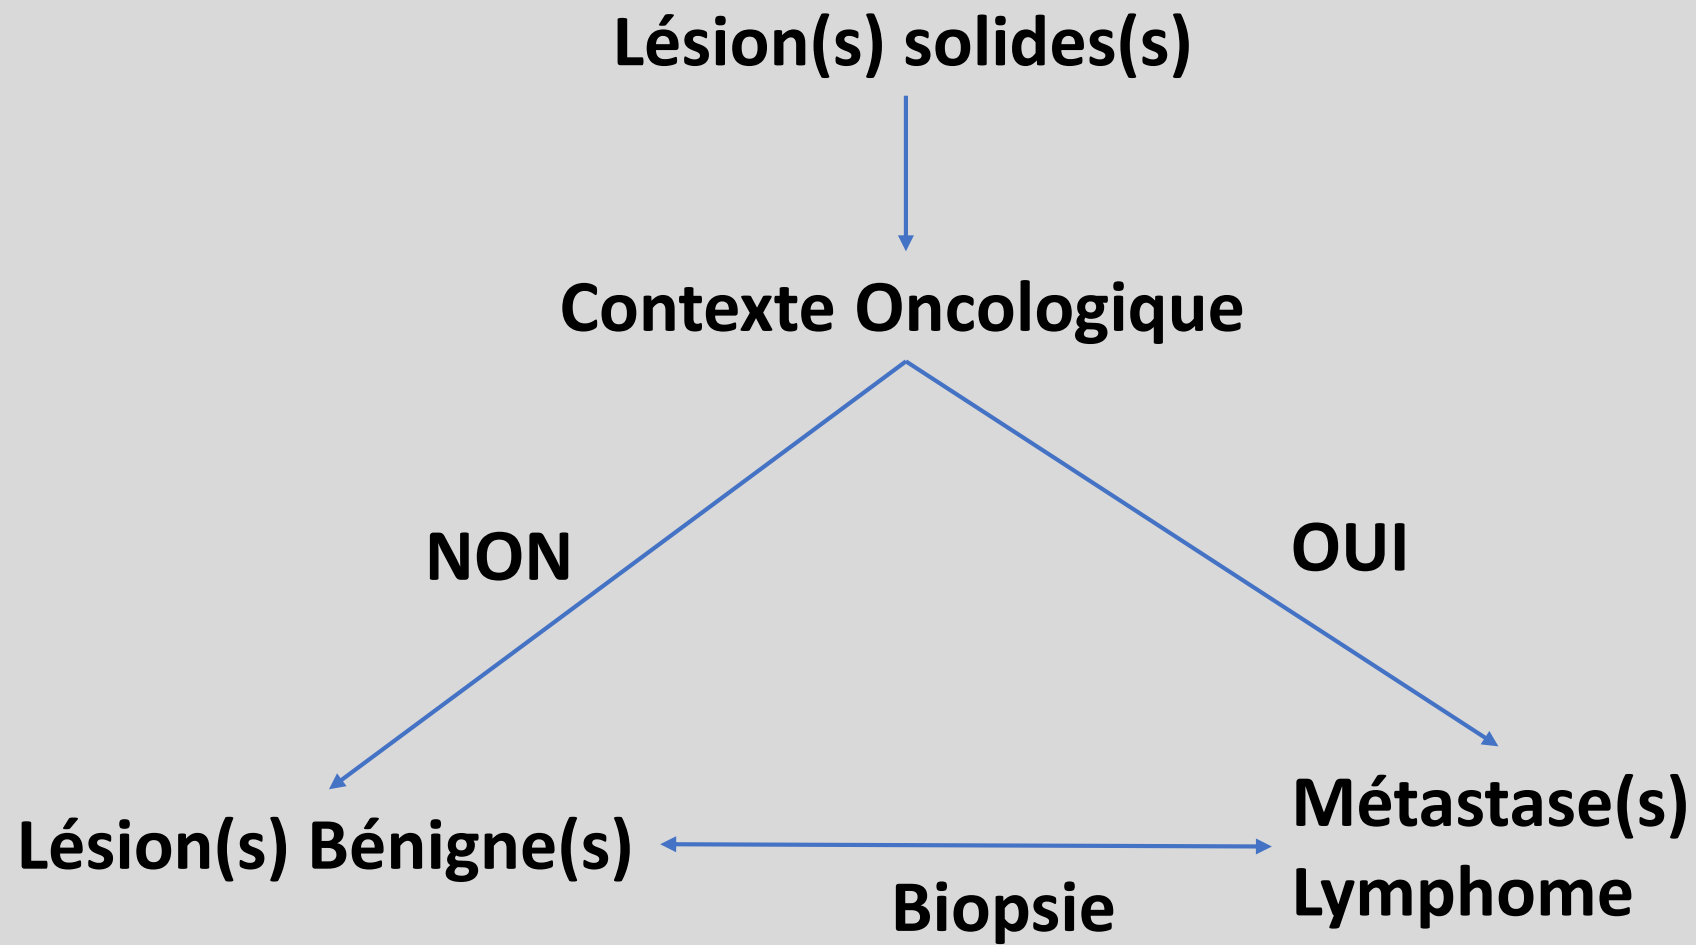 Lésion(s) solides(s)
Contexte Oncologique
NON
OUI
Lésion(s) Bénigne(s)
Métastase(s)
Lymphome
Biopsie